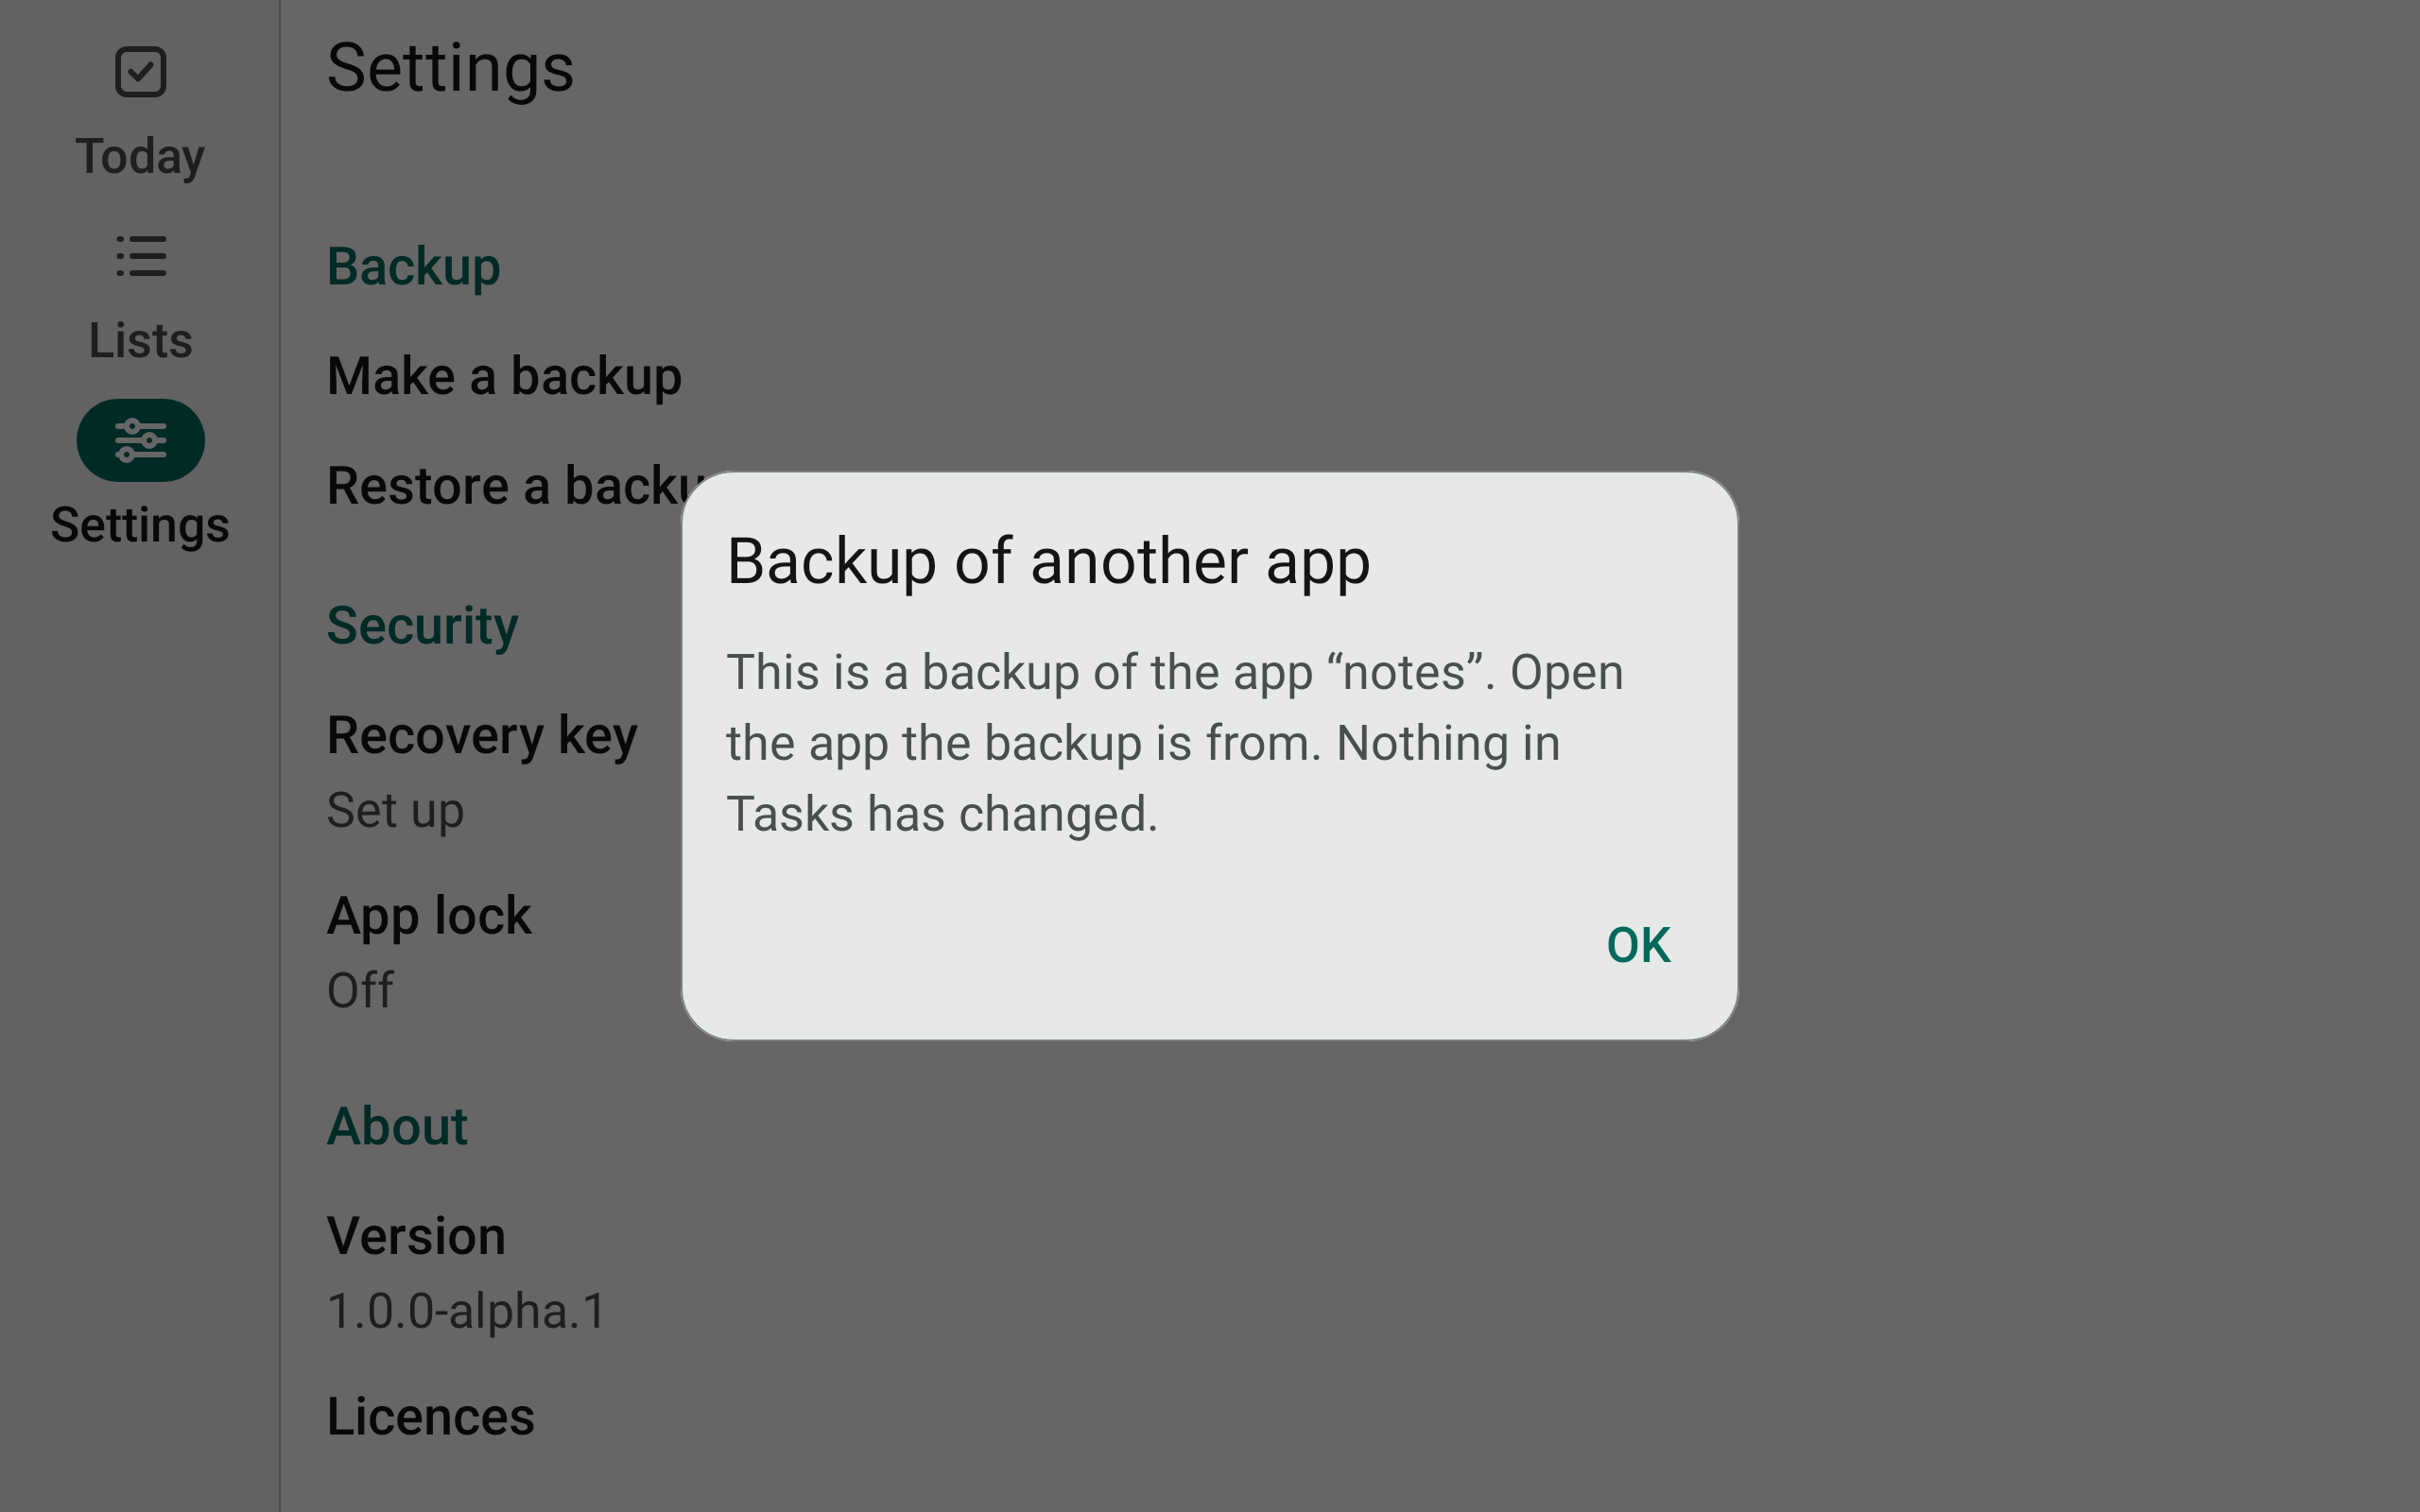 Settings
Today
Lists
Settings
Backup
Make a backup
Restore a backu
Security
Recovery key
Set up
App lock
Off
About
Version
1.0.0-alpha.1
Licences
Backup of another app
This is a backup of the app “notes”. Open
the app the backup is from. Nothing in
Tasks has changed.
OK